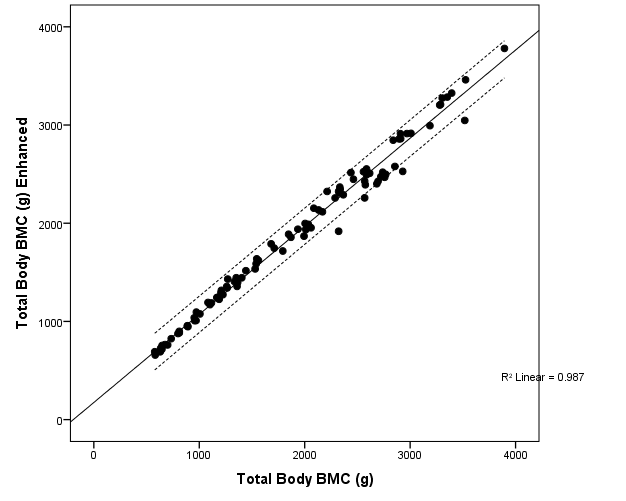 4000
3000
2000
1000
0
Total Body BMC (g) Enhanced
R² Linear = 0.987
0 1000 2000 3000 4000
Total Body BMC (g)